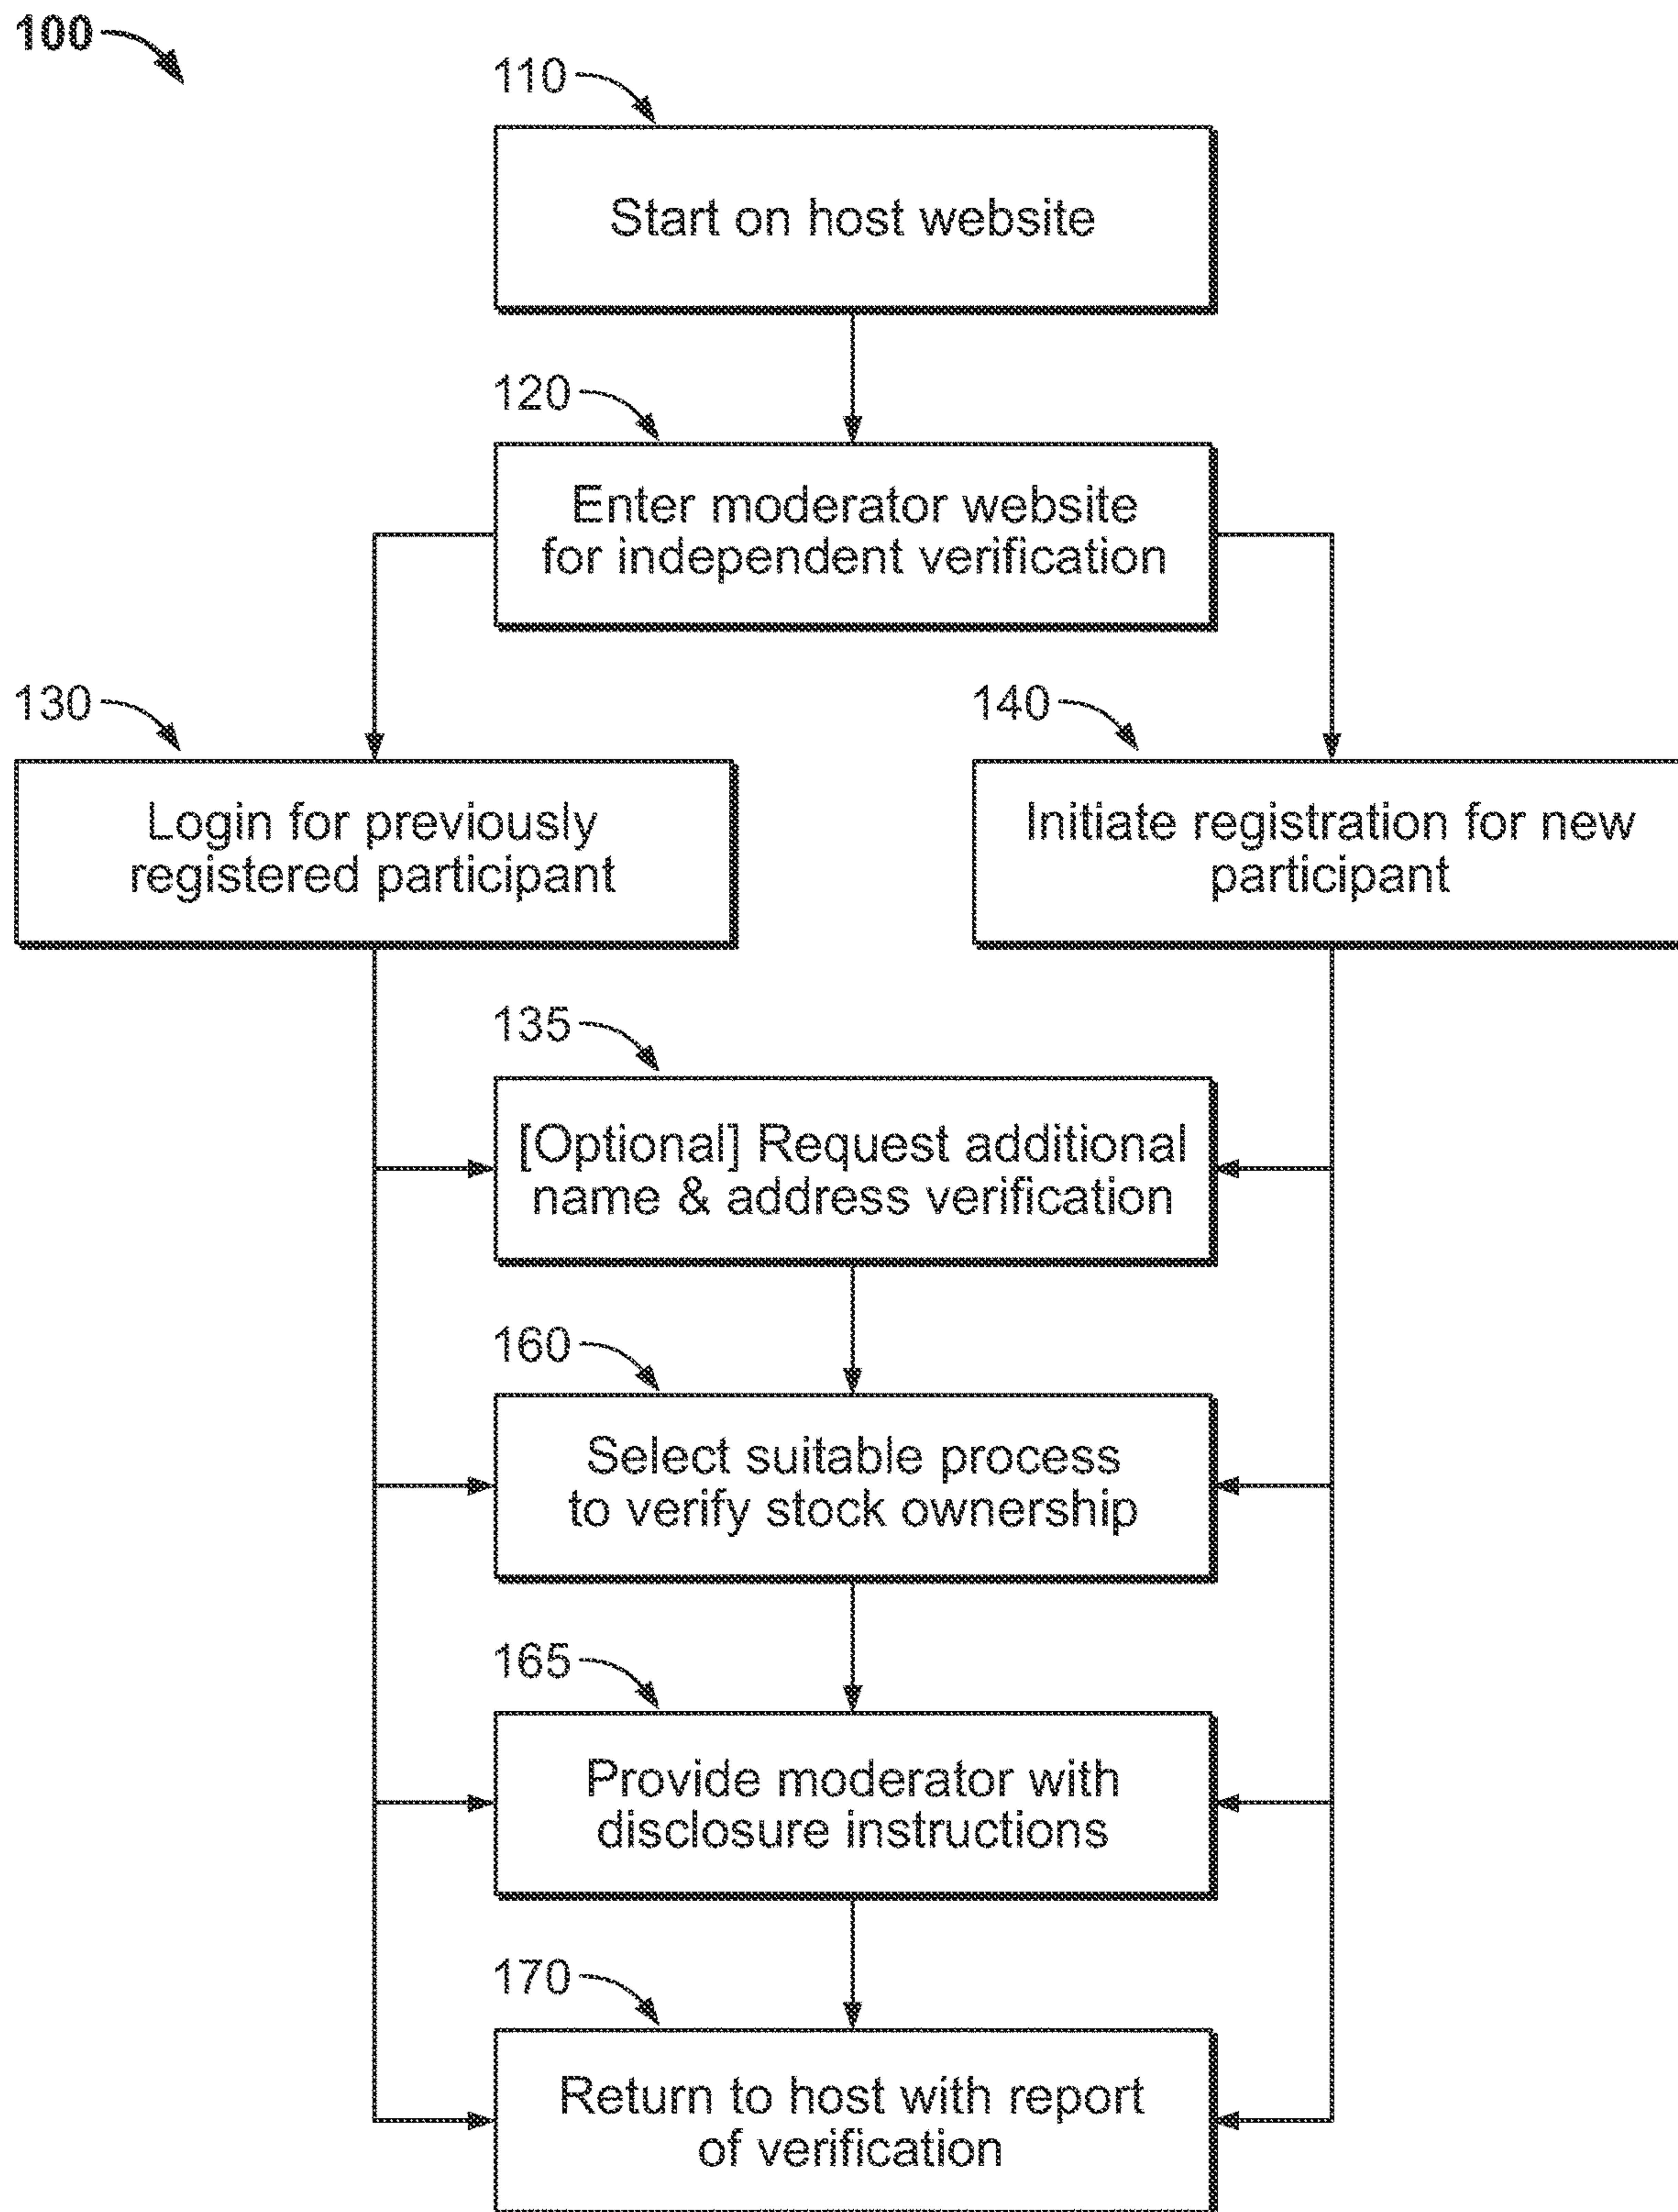 100
110
Start on host website
120
Enter moderator website
for independent verification
130
Login for previously
registered participant
140
Initiate registration for new
participant
135
[Optional] Request additional
name & address verification
160
Select suitable process
to verify stock ownership
165
Provide moderator with
disclosure instructions
170
Return to host with report
of verification